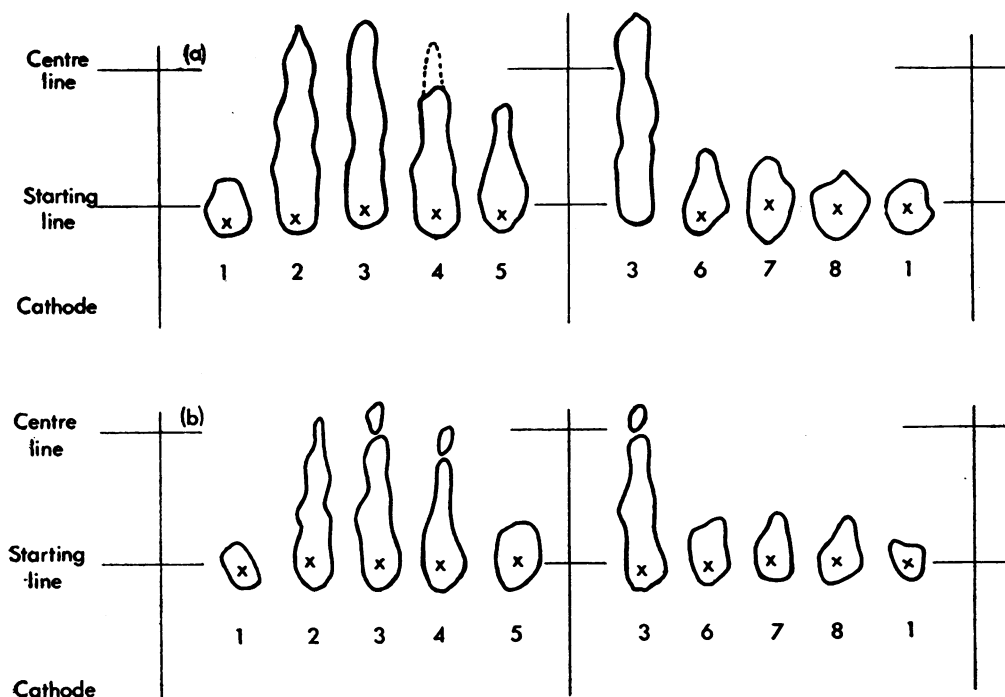 (a)
Centre
line
Starting
line
x x x x x x x x x
1 2 3 4 5 3 6 7 8 1
Cathode
(b)
Centre
line
Starting
line
x x x x x x x x x x
1 2 3 4 5 3 6 7 8 1
Cathode